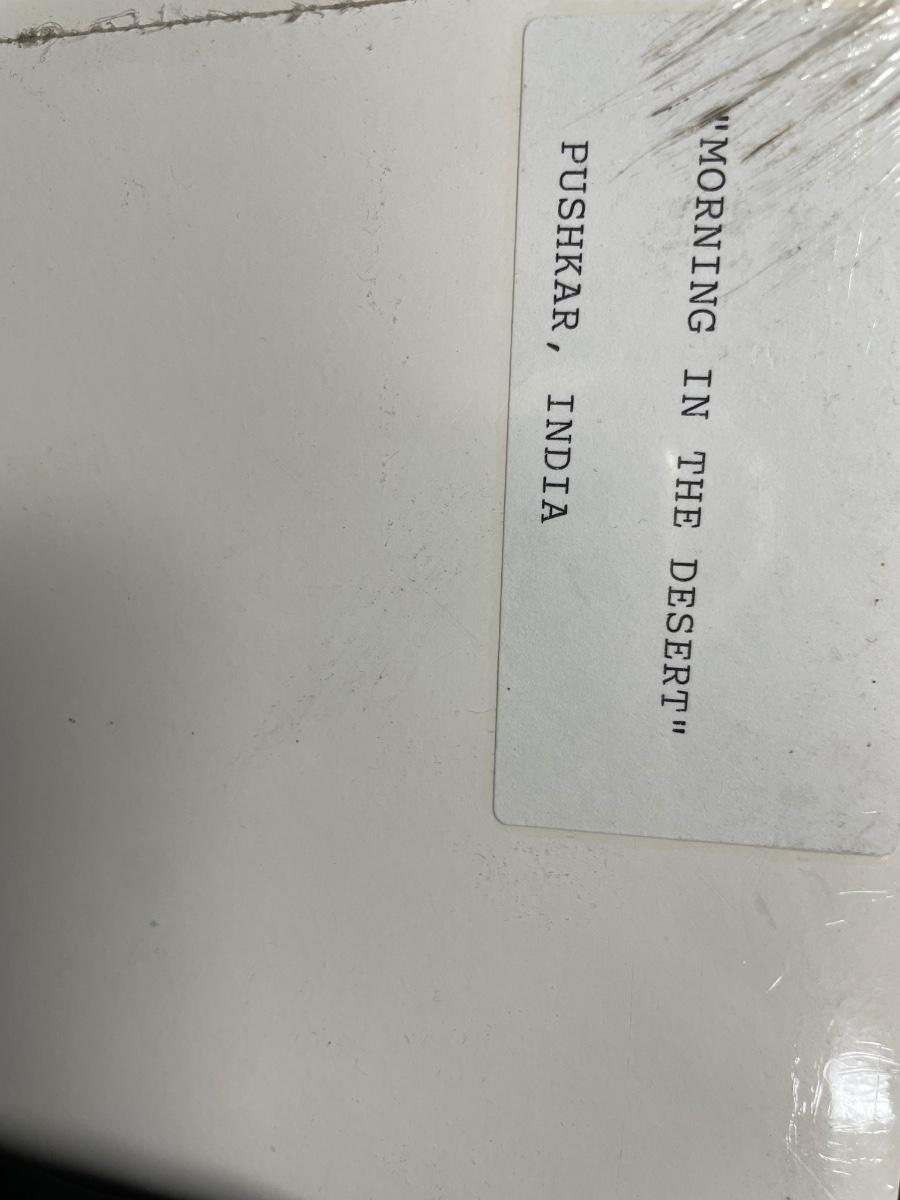 "MORNING IN THE DESERT"
PUSHKAR, INDIA